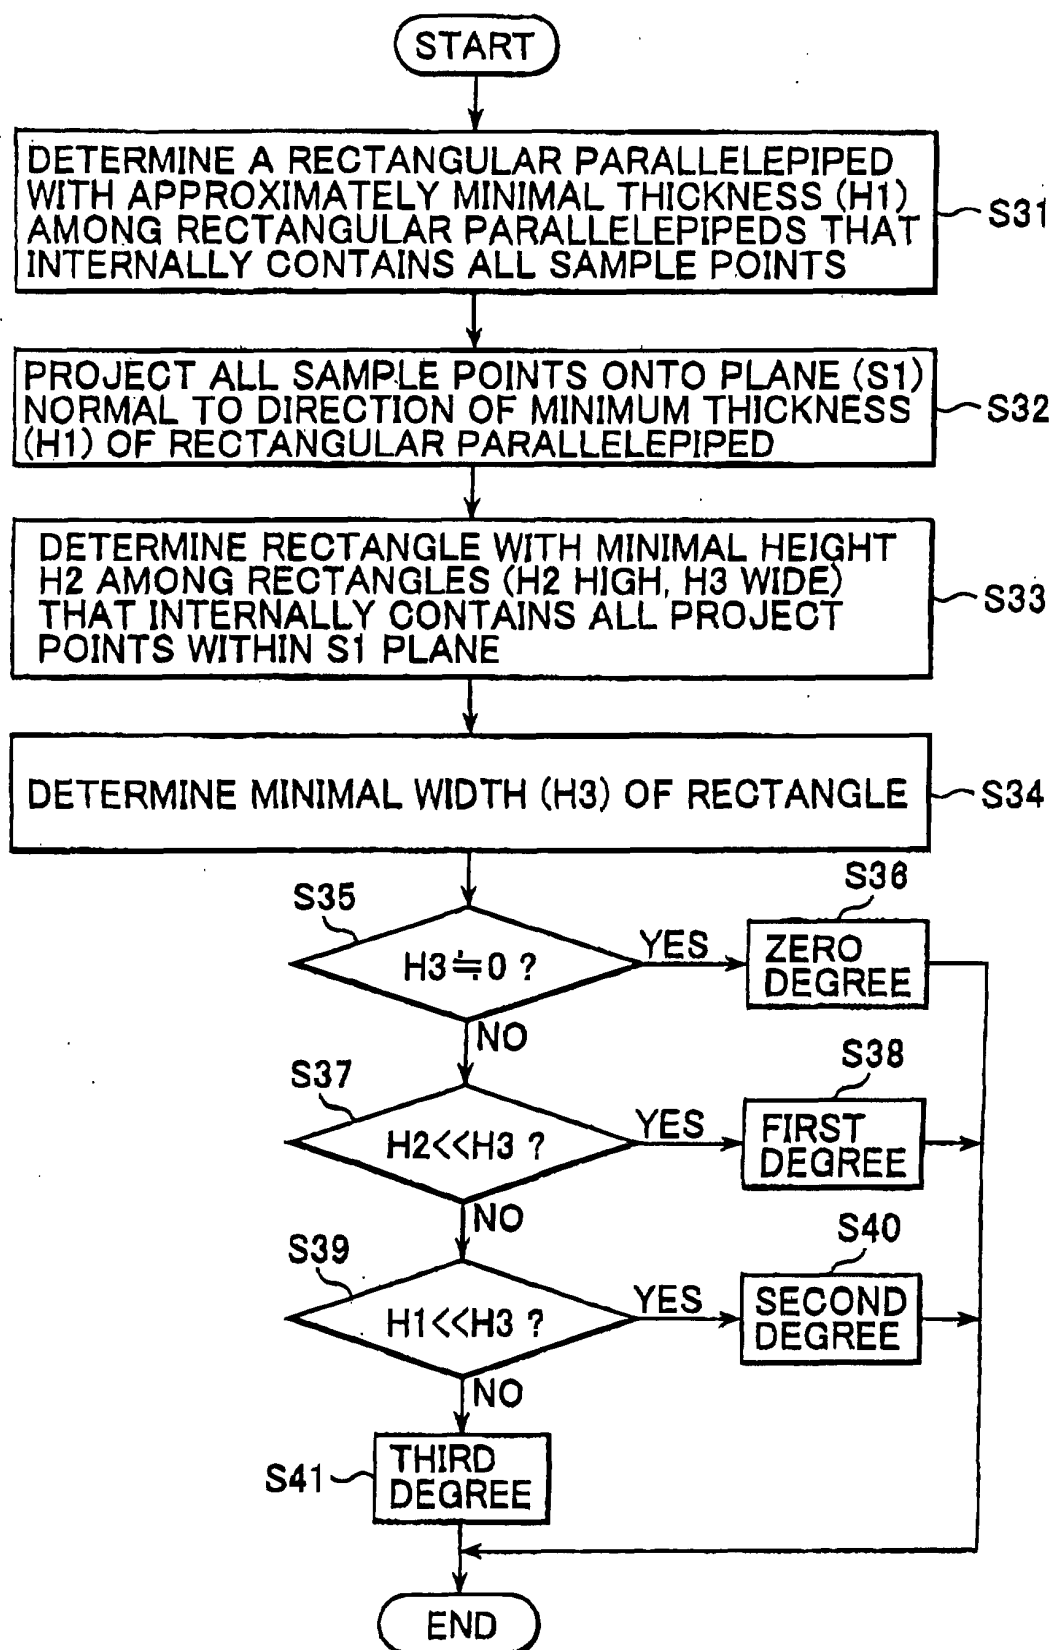 START
DETERMINE A RECTANGULAR PARALLELEPIPED
WITH APPROXIMATELY MINIMAL THICKNESS (H1)
AMONG RECTANGULAR PARALLELEPIPEDS THAT
INTERNALLY CONTAINS ALL SAMPLE POINTS
S31
PROJECT ALL SAMPLE POINTS ONTO PLANE (S1)
NORMAL TO DIRECTION OF MINIMUM THICKNESS
(H1) OF RECTANGULAR PARALLELEPIPED
S32
DETERMINE RECTANGLE WITH MINIMAL HEIGHT
H2 AMONG RECTANGLES (H2 HIGH, H3 WIDE)
THAT INTERNALLY CONTAINS ALL PROJECT
POINTS WITHIN S1 PLANE
S33
DETERMINE MINIMAL WIDTH (H3) OF RECTANGLE
S34
S35
H3≒0 ?
YES
S36
ZERO
DEGREE
NO
S37
H2<<H3 ?
YES
S38
FIRST
DEGREE
NO
S39
H1<<H3 ?
YES
S40
SECOND
DEGREE
NO
S41
THIRD
DEGREE
END